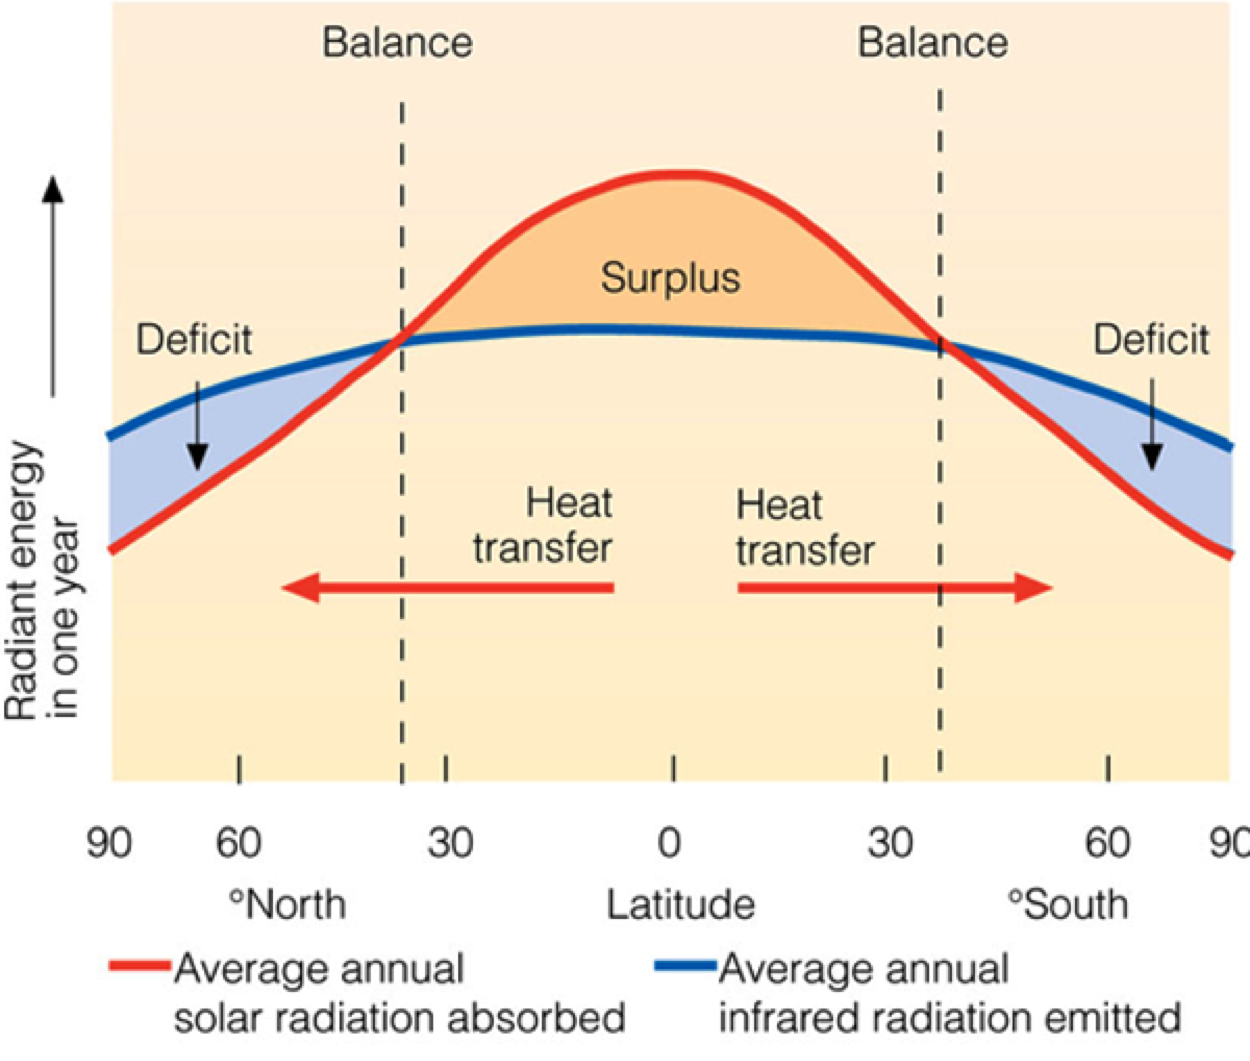 Balance
Balance
Surplus
Deficit
Deficit
Heat
transfer
Heat
transfer
Radiant energy
in one year
90 60 30 0 30 60 90
°North Latitude °South
Average annual
solar radiation absorbed
Average annual
infrared radiation emitted